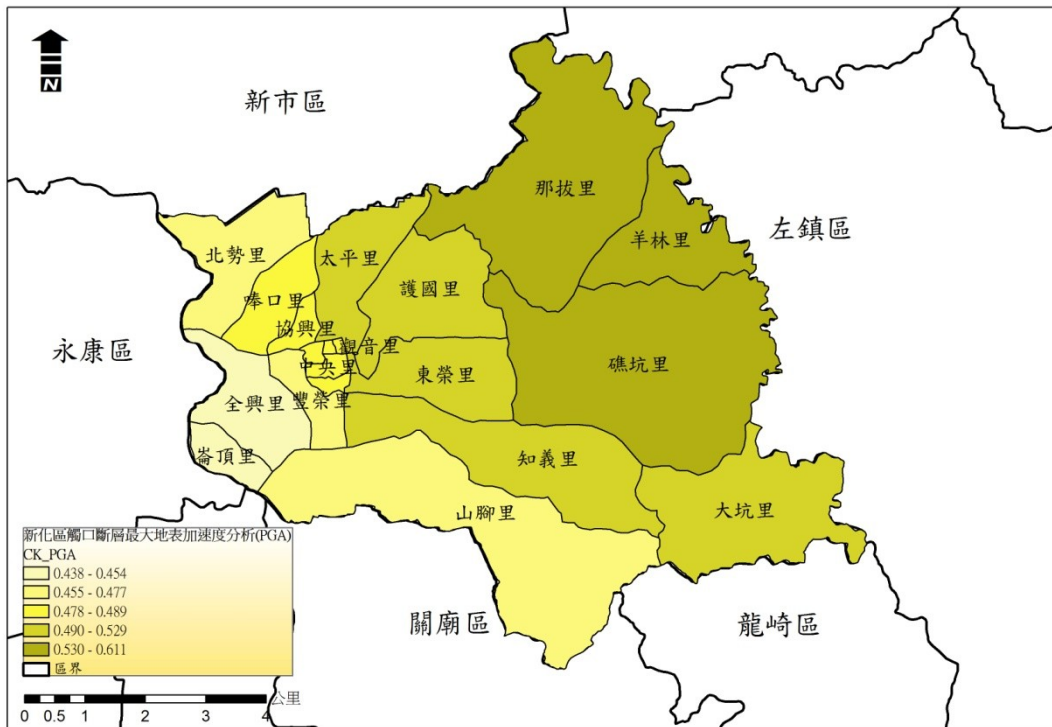 N
新市區
那拔里
羊林里
左鎮區
北勢里
太平里
護國里
𠲜口里
協興里
觀音里
永康區
中央里
東榮里
礁坑里
全興里
豐榮里
崙頂里
知義里
大坑里
山腳里
關廟區
龍崎區
新化區觸口斷層最大地表加速度分析(PGA)
CK_PGA
0.438 - 0.454
0.455 - 0.477
0.478 - 0.489
0.490 - 0.529
0.530 - 0.611
區界
公里
0 0.5 1 2 3 4